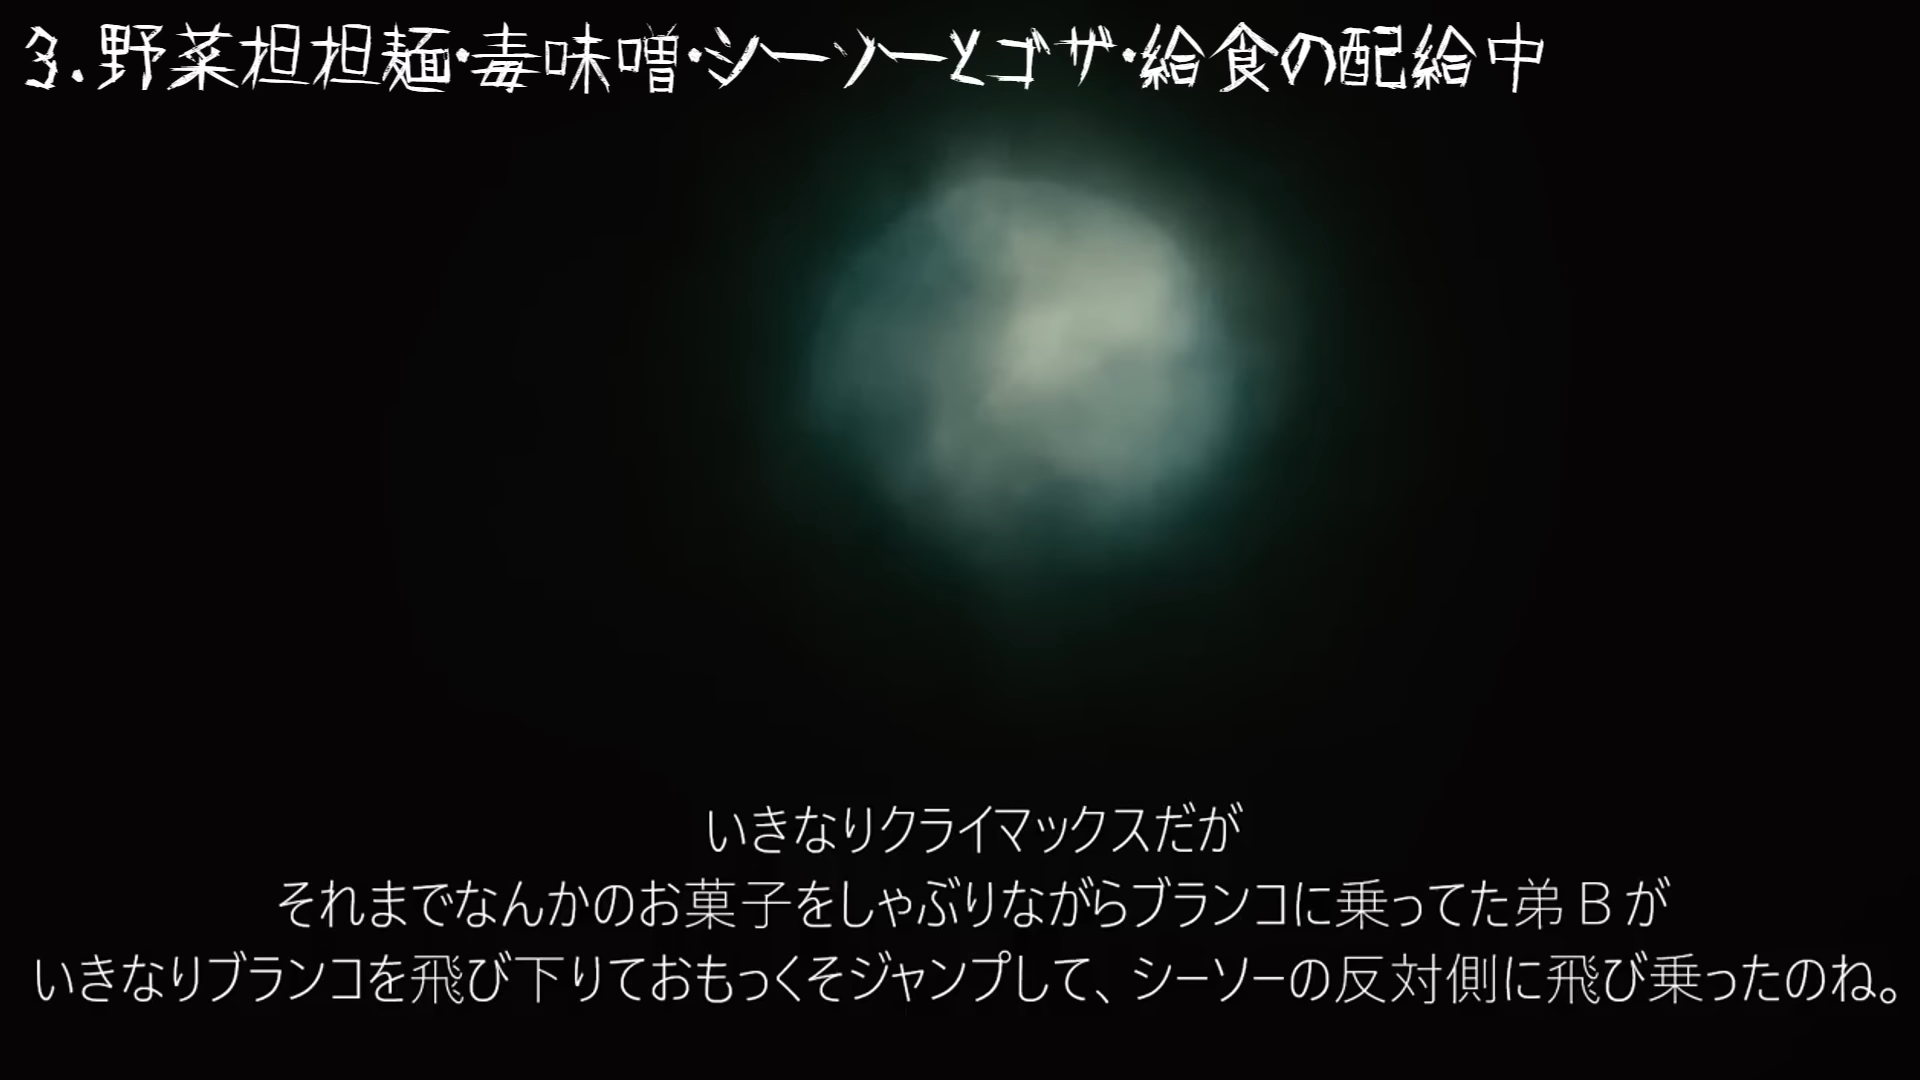 3.野菜担担麺･毒味噌･シーソーとゴザ･給食の配給中
いきなりクライマックスだが
それまでなんかのお菓子をしゃぶりながらブランコに乗ってた弟Bが
いきなりブランコを飛び下りておもっくそジャンプして、シーソーの反対側に飛び乗ったのね。